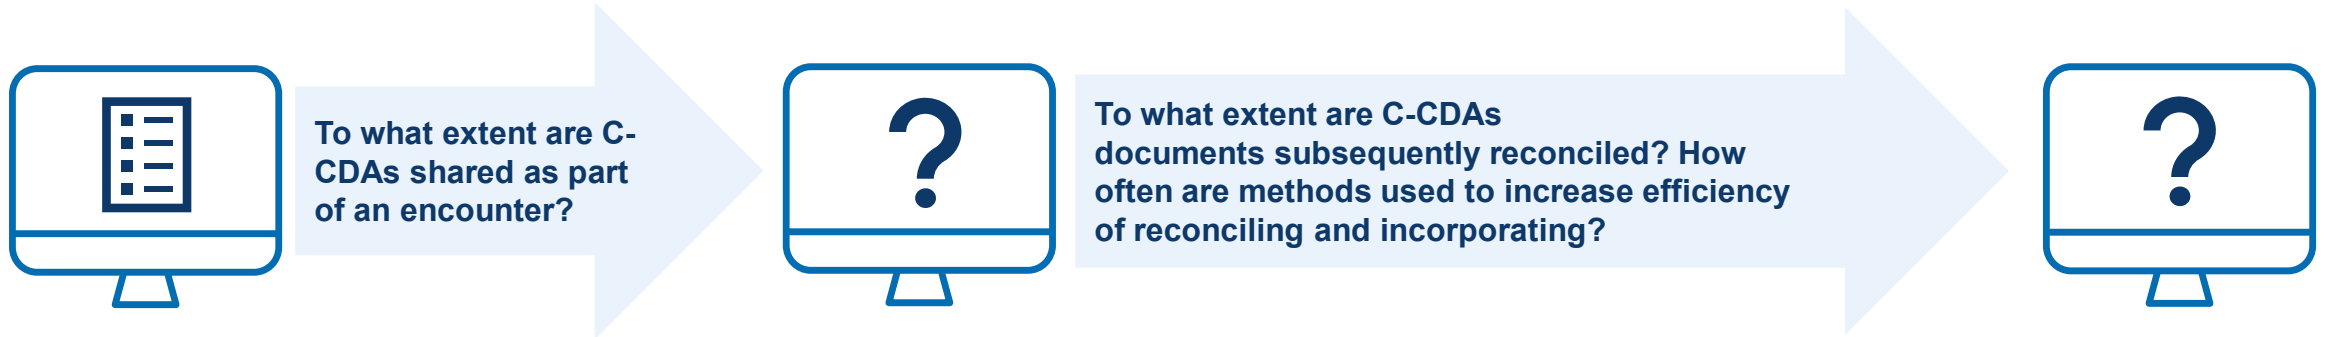 To what extent are C-
CDAs shared as part
of an encounter?
To what extent are C-CDAs
documents subsequently reconciled? How
often are methods used to increase efficiency
of reconciling and incorporating?